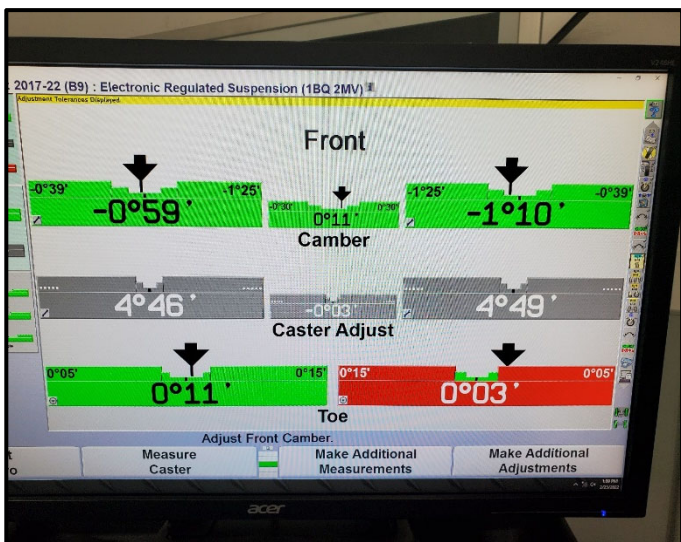 2017-22 (B9) : Electronic Regulated Suspension (1BQ 2MV)
Adjustment Tolerances Displayed.
Front
-0°39' -1°25' -1°25' -0°39'
-0°30' 0°30'
-0°59' 0°11' -1°10'
Camber
4°46' -0°03' 4°49'
Caster Adjust
0°05' 0°15' 0°15' 0°05'
0°11' 0°03'
Toe
Adjust Front Camber.
Measure Make Additional Make Additional
Caster Measurements Adjustments
1:59 PM
acer